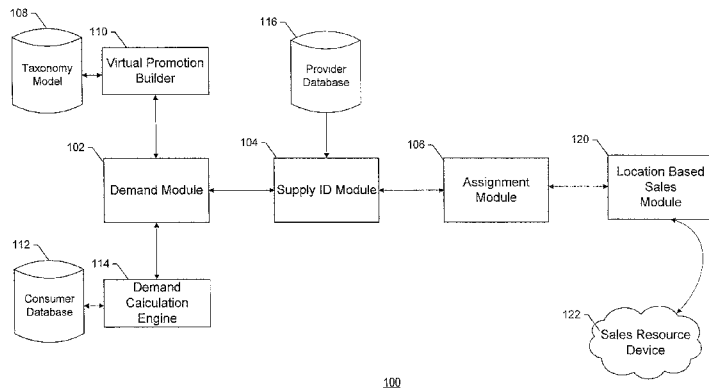 108
Taxonomy
Model
110
Virtual Promotion
Builder
116
Provider
Database
102
Demand Module
104
Supply ID Module
106
Assignment
Module
120
Location Based
Sales
Module
112
Consumer
Database
114
Demand
Calculation
Engine
122
Sales Resource
Device
100